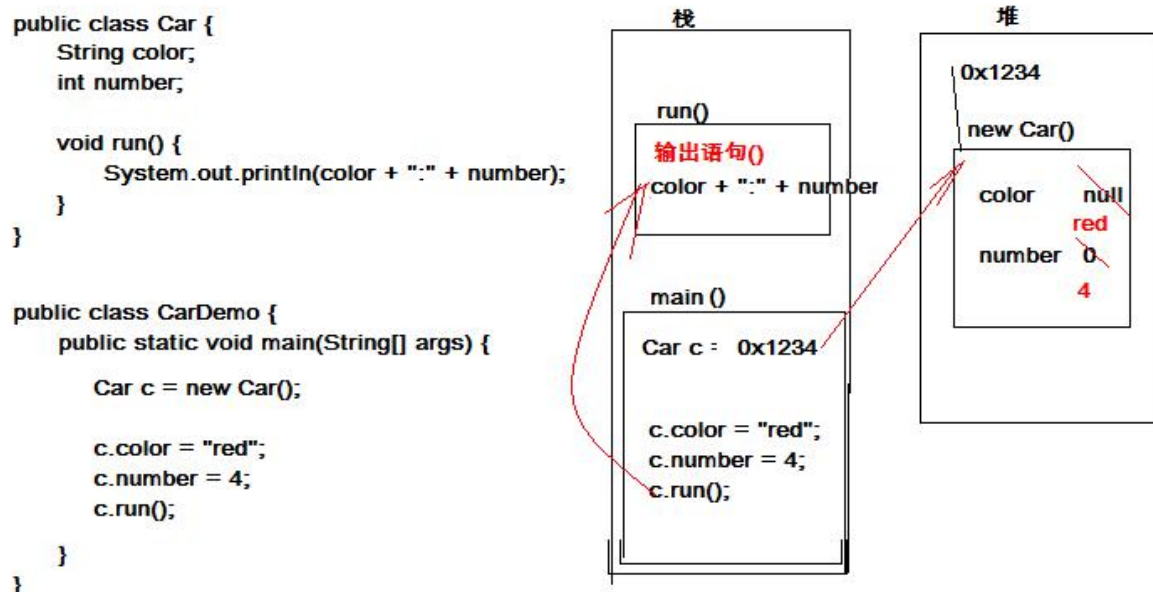 public class Car {
String color;
int number;
void run() {
System.out.println(color + ":" + number);
}
}
public class CarDemo {
public static void main(String[] args) {
Car c = new Car();
c.color = "red";
c.number = 4;
c.run();
}
}
栈
run()
输出语句()
color + ":" + number
main ()
Car c = 0x1234
c.color = "red";
c.number = 4;
c.run();
堆
0x1234
new Car()
color null
red
number 0
4